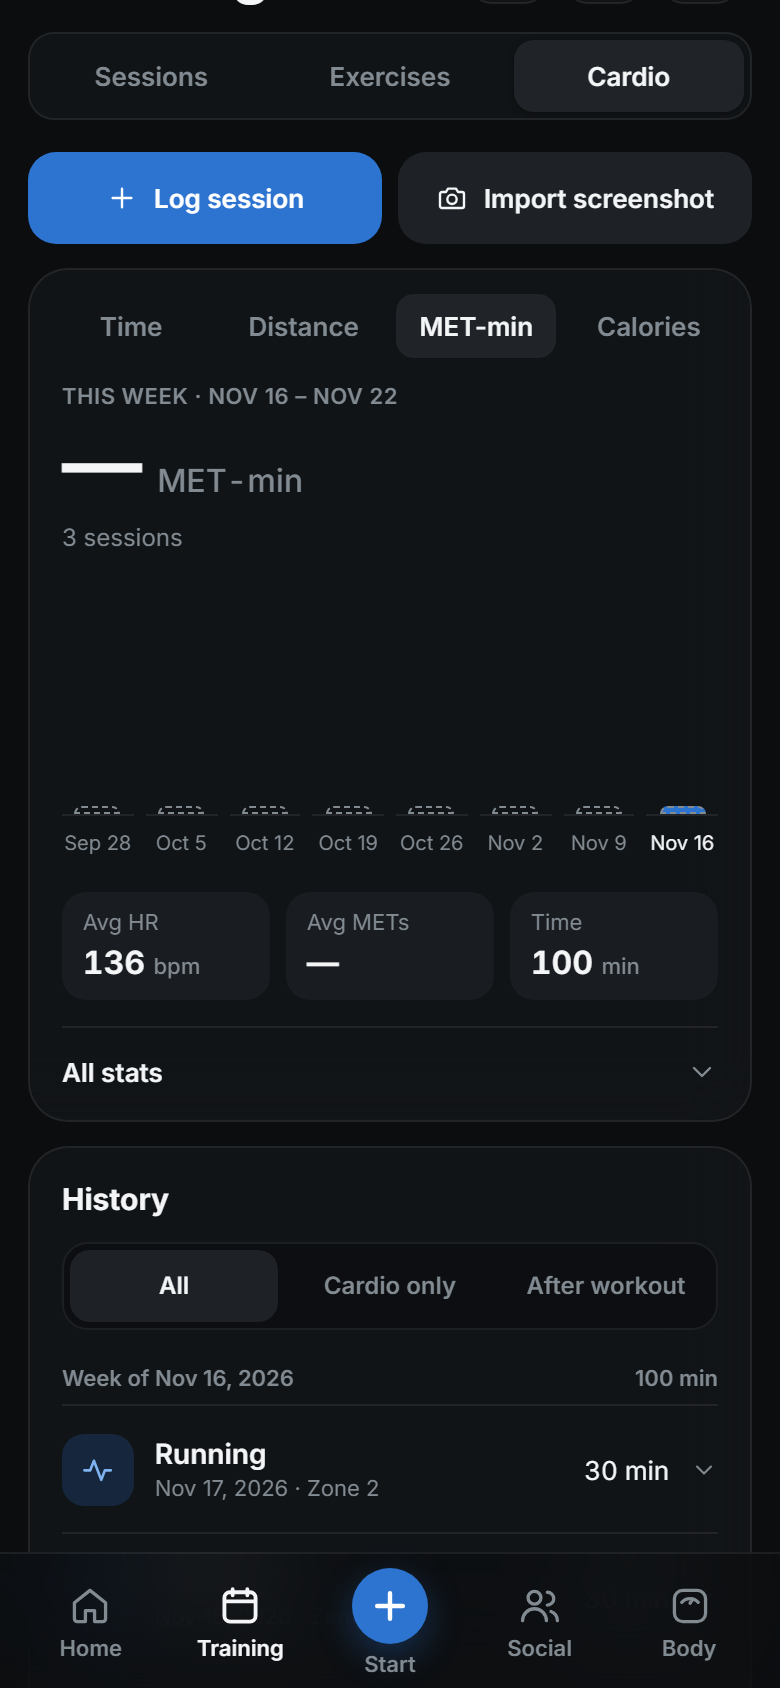 Sessions Exercises Cardio
Log session Import screenshot
Time Distance MET-min Calories
THIS WEEK · NOV 16 – NOV 22
— MET-min
3 sessions
Sep 28 Oct 5 Oct 12 Oct 19 Oct 26 Nov 2 Nov 9 Nov 16
Avg HR Avg METs Time
136 bpm — 100 min
All stats
History
All Cardio only After workout
Week of Nov 16, 2026 100 min
Running
30 min
Nov 17, 2026 · Zone 2
Home Training Start Social Body